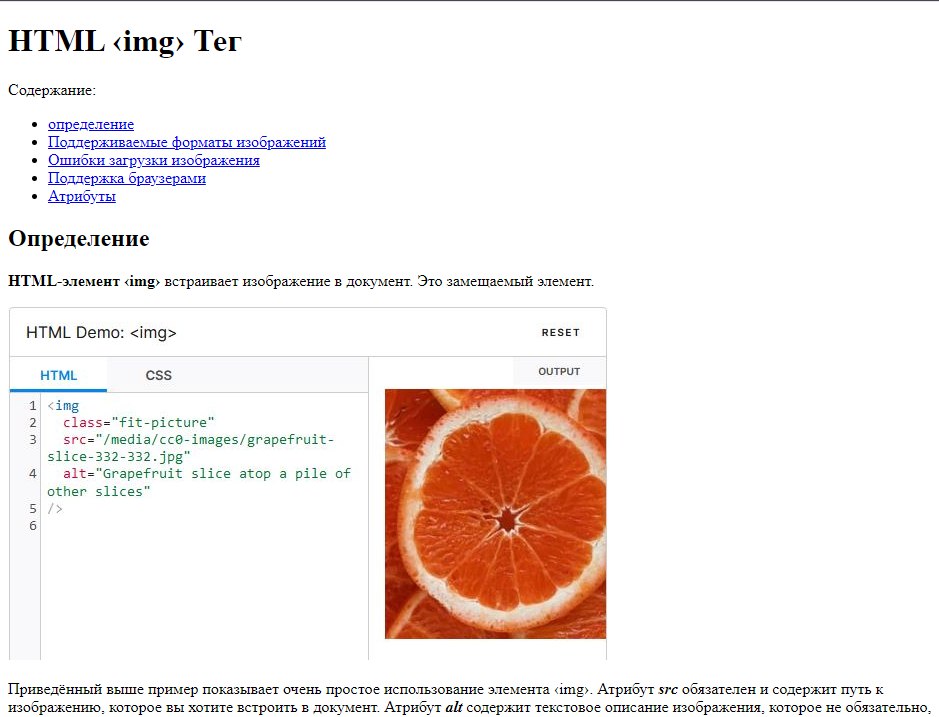 HTML ‹img› Тег
Содержание:
определение
Поддерживаемые форматы изображений
Ошибки загрузки изображения
Поддержка браузерами
Атрибуты
Определение
HTML-элемент ‹img› встраивает изображение в документ. Это замещаемый элемент.
HTML Demo: <img>
RESET
HTML
CSS
OUTPUT
1 <img
2 class="fit-picture"
3 src="/media/cc0-images/grapefruit-
slice-332-332.jpg"
4 alt="Grapefruit slice atop a pile of
other slices"
5 />
6
Приведённый выше пример показывает очень простое использование элемента ‹img›. Атрибут src обязателен и содержит путь к
изображению, которое вы хотите встроить в документ. Атрибут alt содержит текстовое описание изображения, которое не обязательно,